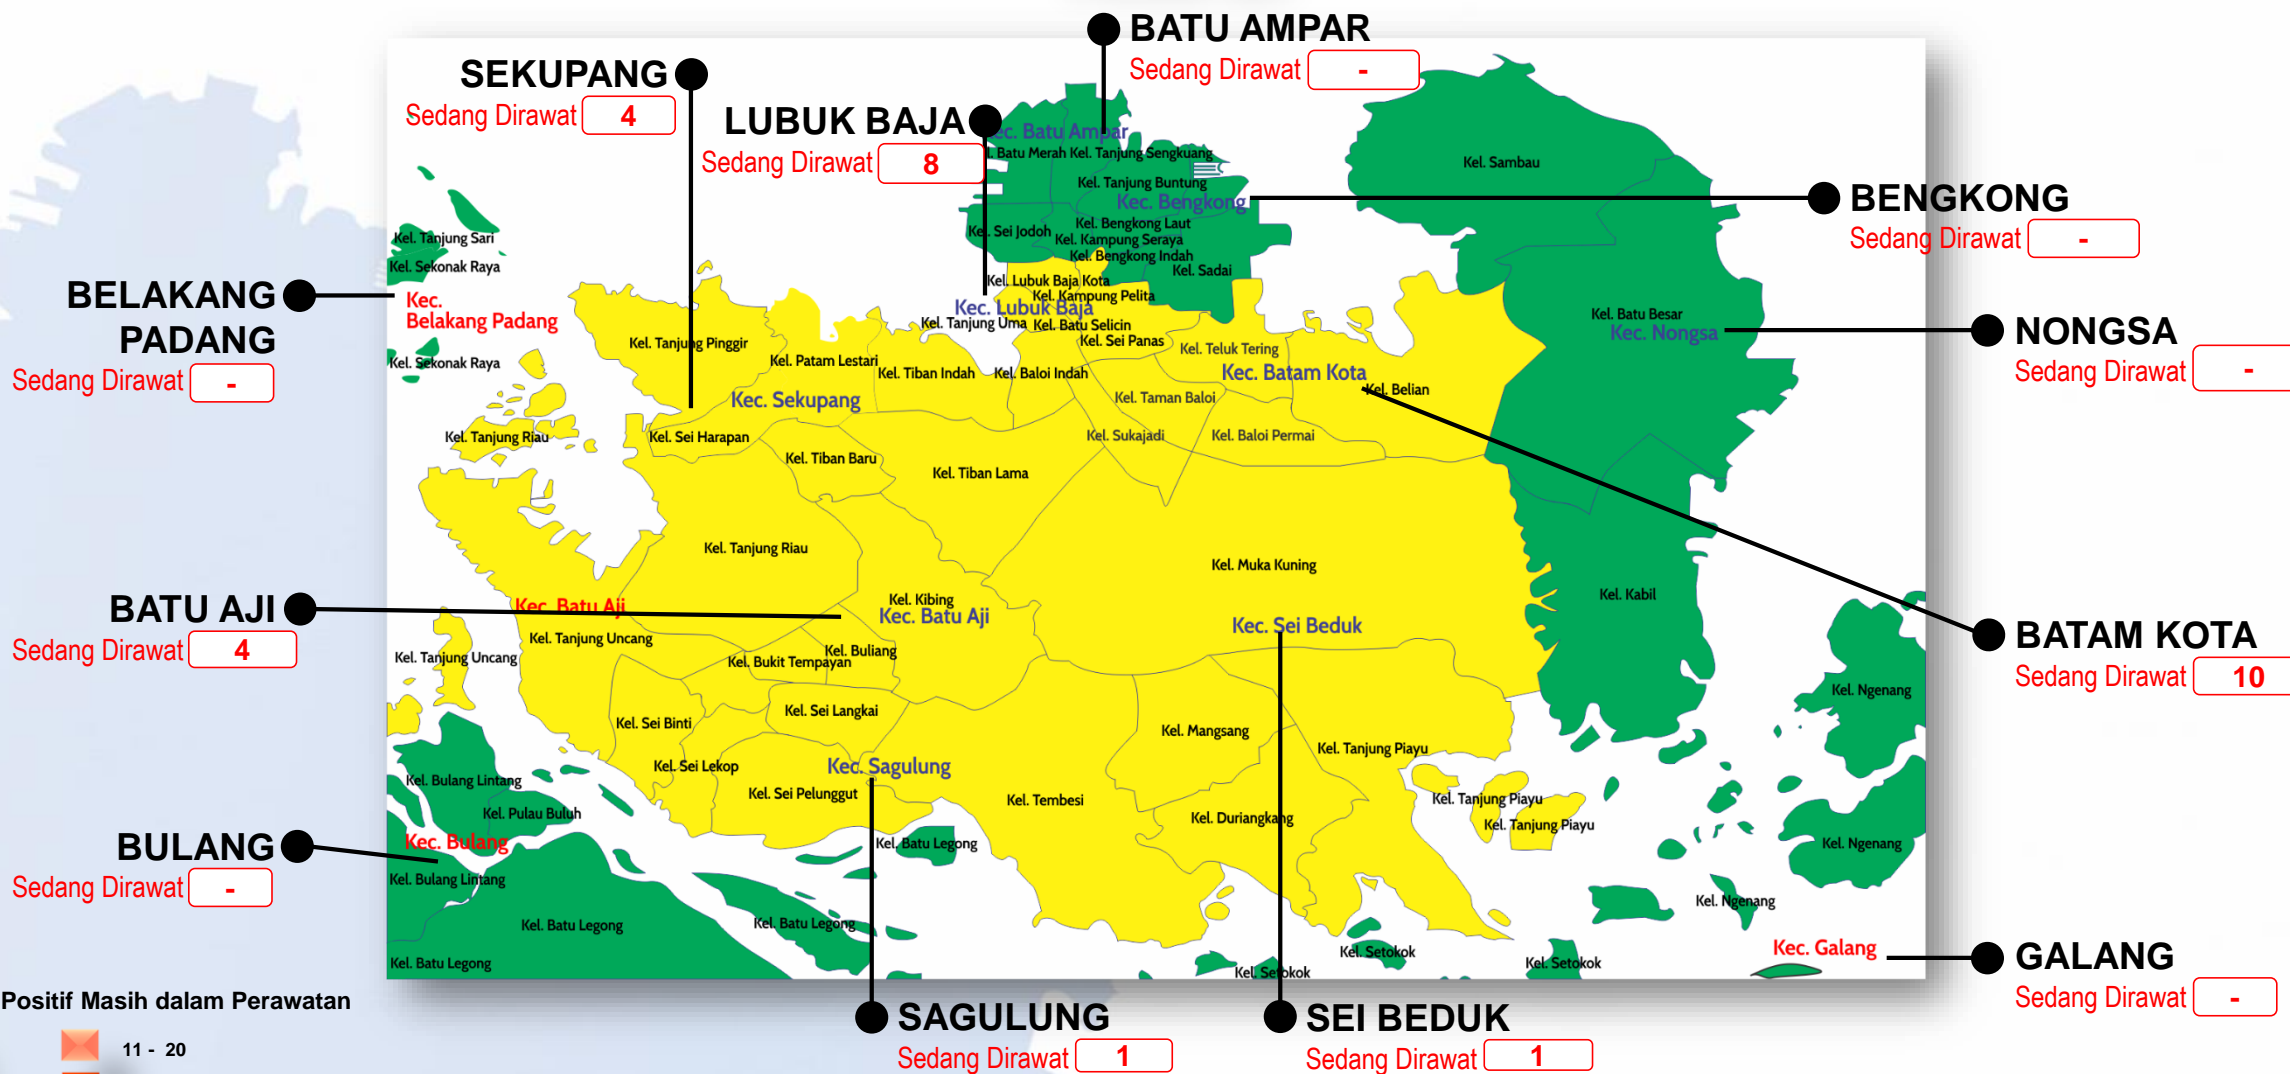 BATU AMPAR
Sedang Dirawat -
SEKUPANG
Sedang Dirawat 4
LUBUK BAJA
Sedang Dirawat 8
BENGKONG
Sedang Dirawat -
BELAKANG
PADANG
Sedang Dirawat -
NONGSA
Sedang Dirawat -
BATU AJI
Sedang Dirawat 4
BATAM KOTA
Sedang Dirawat 10
BULANG
Sedang Dirawat -
GALANG
Sedang Dirawat -
SAGULUNG
Sedang Dirawat 1
SEI BEDUK
Sedang Dirawat 1
Kec. Batu Ampar
Kel. Batu Merah Kel. Tanjung Sengkuang
Kel. Tanjung Buntung
Kec. Bengkong
Kel. Bengkong Laut
Kel. Sei Jodoh
Kel. Kampung Seraya
Kel. Bengkong Indah
Kel. Sadai
Kel. Sambau
Kel. Tanjung Sari
Kel. Sekonak Raya
Kec.
Belakang Padang
Kel. Sekonak Raya
Kel. Lubuk Baja Kota
Kel. Kampung Pelita
Kec. Lubuk Baja
Kel. Tanjung Uma Kel. Batu Selicin
Kel. Sei Panas
Kel. Batu Besar
Kec. Nongsa
Kel. Tanjung Pinggir
Kel. Patam Lestari
Kel. Tiban Indah
Kel. Baloi Indah
Kel. Teluk Tering
Kec. Batam Kota
Kel. Belian
Kel. Taman Baloi
Kec. Sekupang
Kel. Tanjung Riau
Kel. Sei Harapan
Kel. Sukajadi
Kel. Baloi Permai
Kel. Tiban Baru
Kel. Tiban Lama
Kel. Tanjung Riau
Kel. Muka Kuning
Kel. Kabil
Kec. Batu Aji
Kel. Kibing
Kec. Batu Aji
Kec. Sei Beduk
Kel. Tanjung Uncang
Kel. Tanjung Uncang
Kel. Buliang
Kel. Bukit Tempayan
Kel. Ngenang
Kel. Sei Binti
Kel. Sei Langkai
Kel. Mangsang
Kel. Tanjung Piayu
Kel. Sei Lekop
Kec. Sagulung
Kel. Bulang Lintang
Kel. Sei Pelunggut
Kel. Tembesi
Kel. Tanjung Piayu
Kel. Pulau Buluh
Kel. Duriangkang
Kel. Tanjung Piayu
Kec. Bulang
Kel. Batu Legong
Kel. Ngenang
Kel. Bulang Lintang
Kel. Ngenang
Kel. Batu Legong
Kel. Batu Legong
Kel. Setokok
Kec. Galang
Kel. Batu Legong
Kel. Setokok
Kel. Setokok
Positif Masih dalam Perawatan
11 - 20